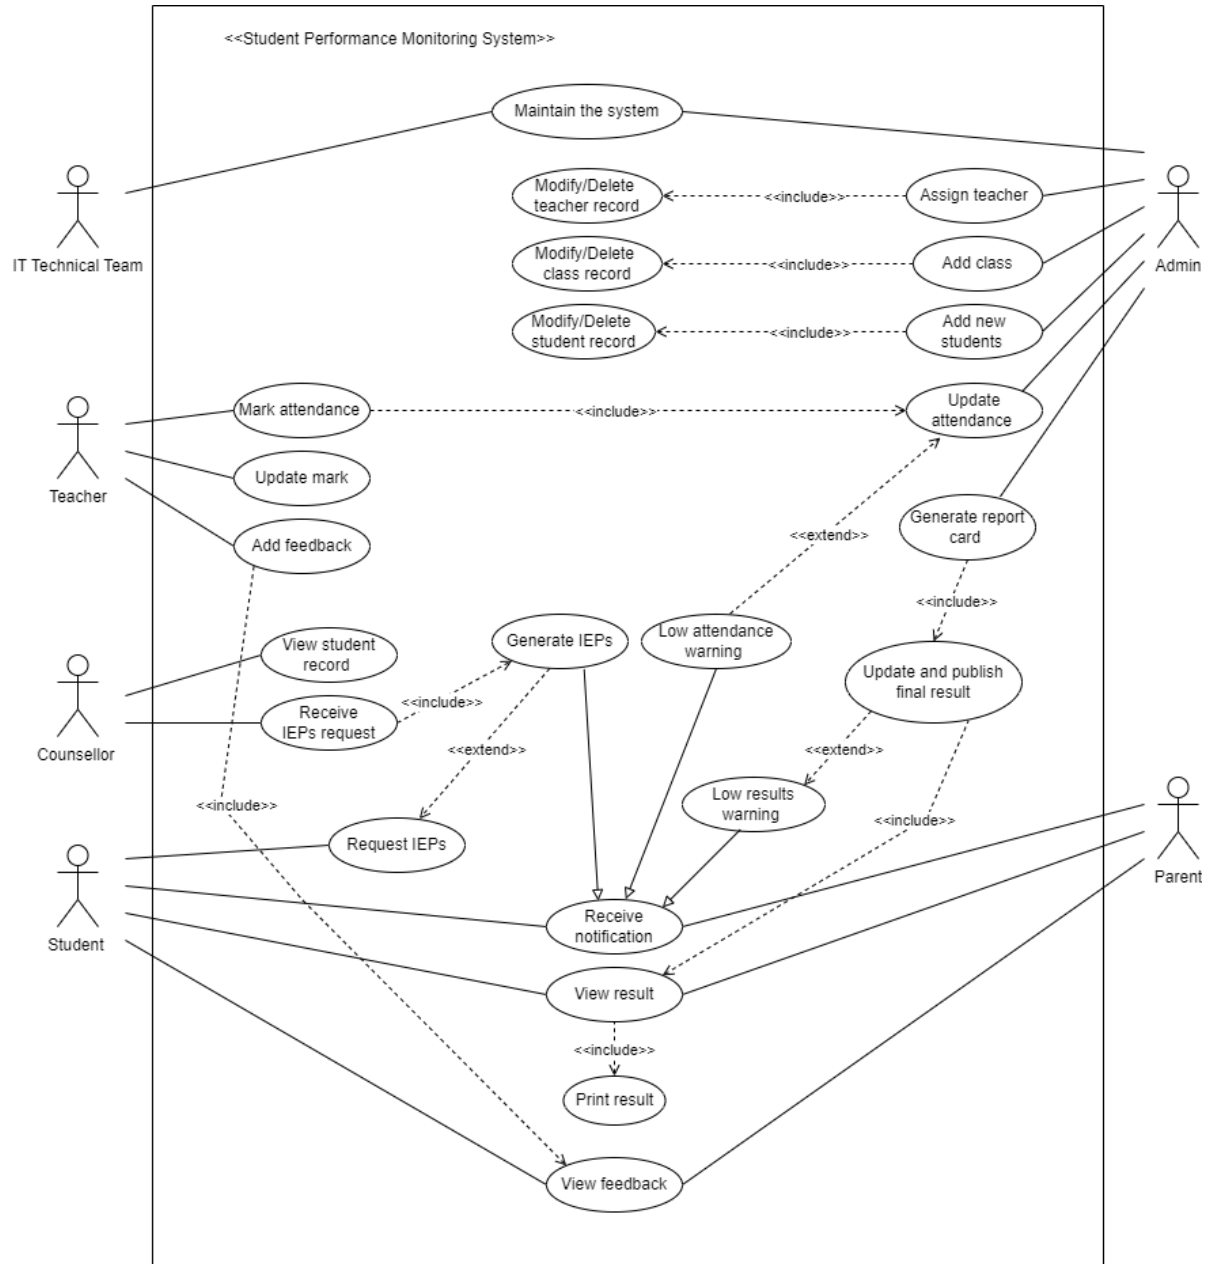 <<Student Performance Monitoring System>>
Maintain the system
Modify/Delete
teacher record
<<include>>
Assign teacher
IT Technical Team
Modify/Delete
class record
<<include>>
Add class
Admin
Modify/Delete
student record
<<include>>
Add new
students
Mark attendance
<<include>>
Update
attendance
Teacher
Update mark
Add feedback
<<extend>>
Generate report
card
<<include>>
View student
record
Generate IEPs
Low attendance
warning
Update and publish
final result
Counsellor
Receive
IEPs request
<<include>>
<<extend>>
<<extend>>
<<include>>
Low results
warning
<<include>>
Request IEPs
Parent
Student
Receive
notification
View result
<<include>>
Print result
View feedback